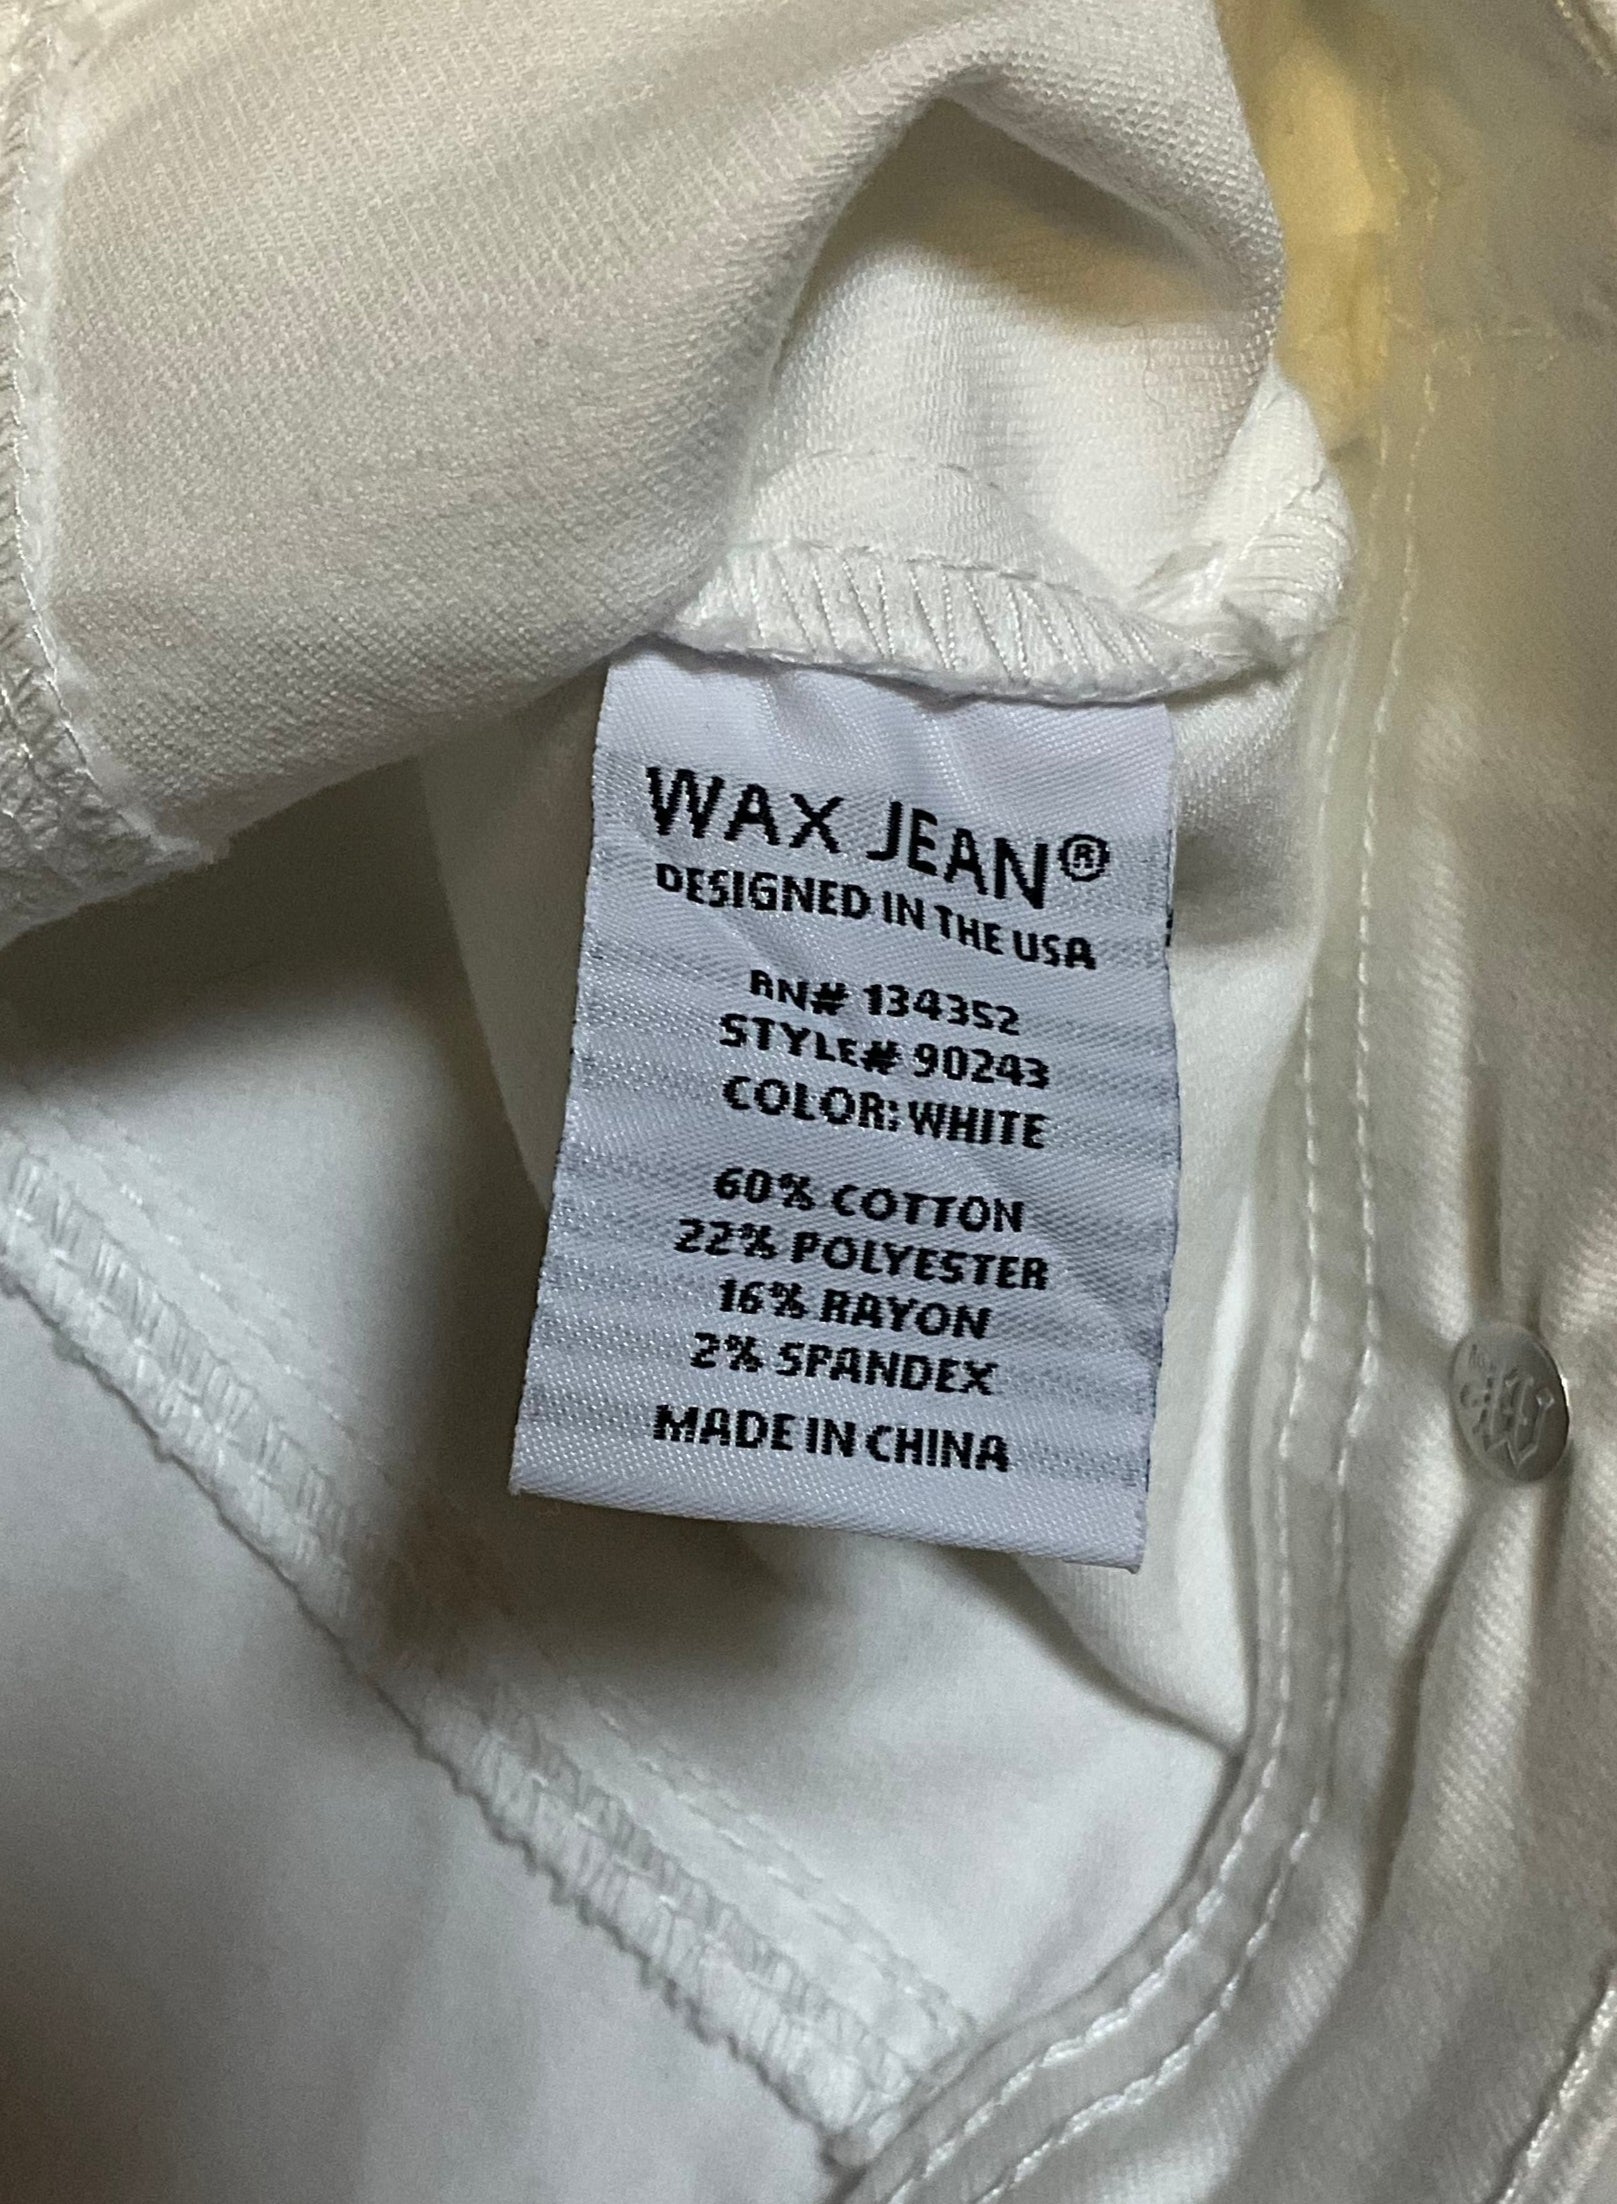 WAX JEAN®
DESIGNED IN THE USA
RN# 134352
STYLE# 90243
COLOR: WHITE
60% COTTON
22% POLYESTER
16% RAYON
2% SPANDEX
MADE IN CHINA